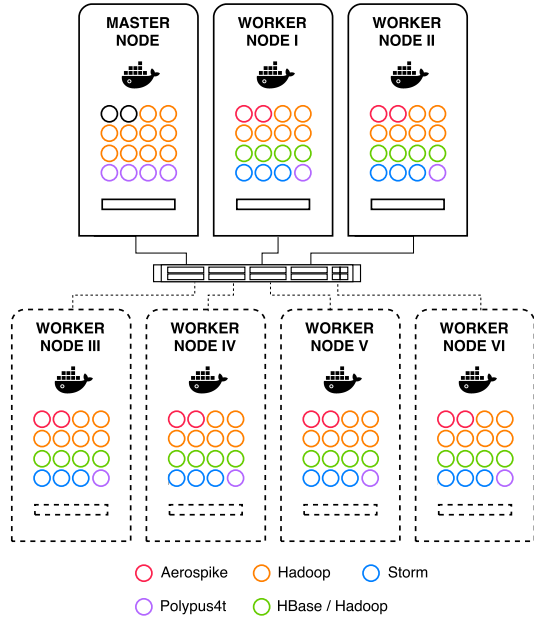 MASTER
NODE
WORKER
NODE I
WORKER
NODE II
WORKER
NODE III
WORKER
NODE IV
WORKER
NODE V
WORKER
NODE VI
Aerospike
Hadoop
Storm
Polypus4t
HBase / Hadoop